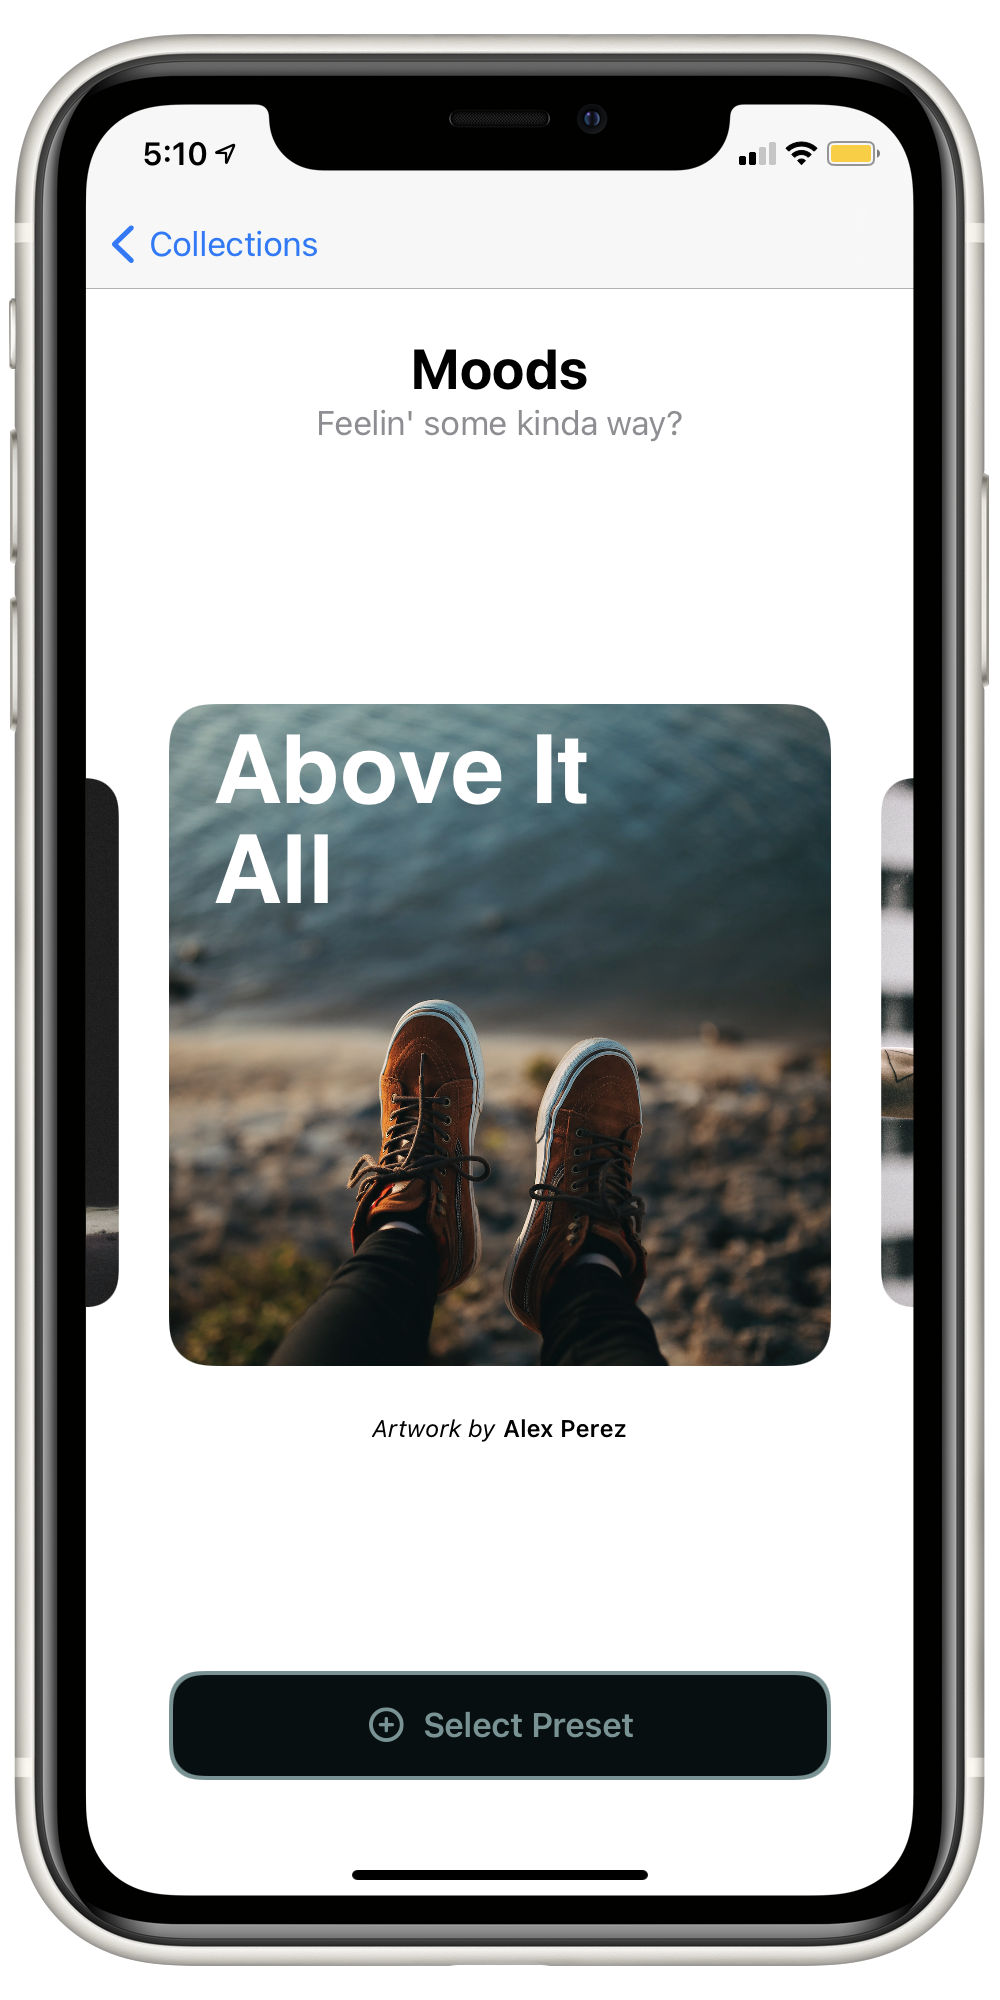 5:10
Collections
Moods
Feelin' some kinda way?
Above It
All
Artwork by Alex Perez
Select Preset